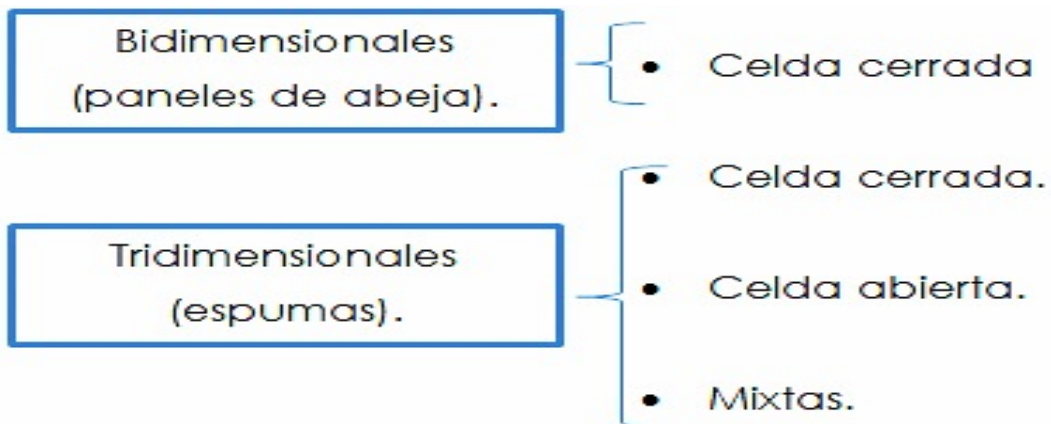 Bidimensionales
(paneles de abeja).
• Celda cerrada
Tridimensionales
(espumas).
• Celda cerrada.
• Celda abierta.
• Mixtas.